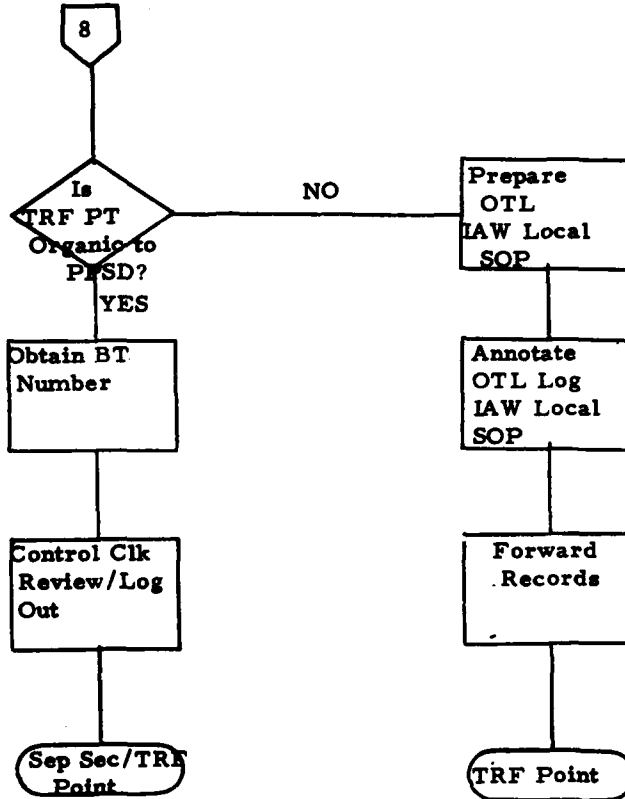 8
Is
TRF PT
Organic to
PPSD?
NO
YES
Prepare
OTL
IAW Local
SOP
Obtain BT
Number
Annotate
OTL Log
IAW Local
SOP
Control Clk
Review/Log
Out
Forward
Records
Sep Sec/TRF
Point
TRF Point